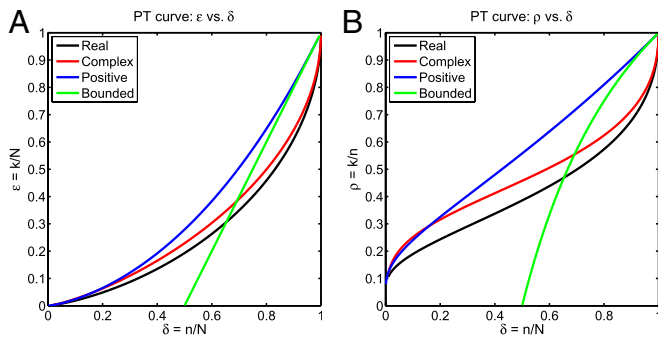 A
PT curve: ε vs. δ
Real
Complex
Positive
Bounded
1
0.9
0.8
0.7
0.6
0.5
0.4
0.3
0.2
0.1
0
ε = k/N
0 0.2 0.4 0.6 0.8 1
δ = n/N
B
PT curve: ρ vs. δ
Real
Complex
Positive
Bounded
1
0.9
0.8
0.7
0.6
0.5
0.4
0.3
0.2
0.1
0
ρ = k/n
0 0.2 0.4 0.6 0.8 1
δ = n/N